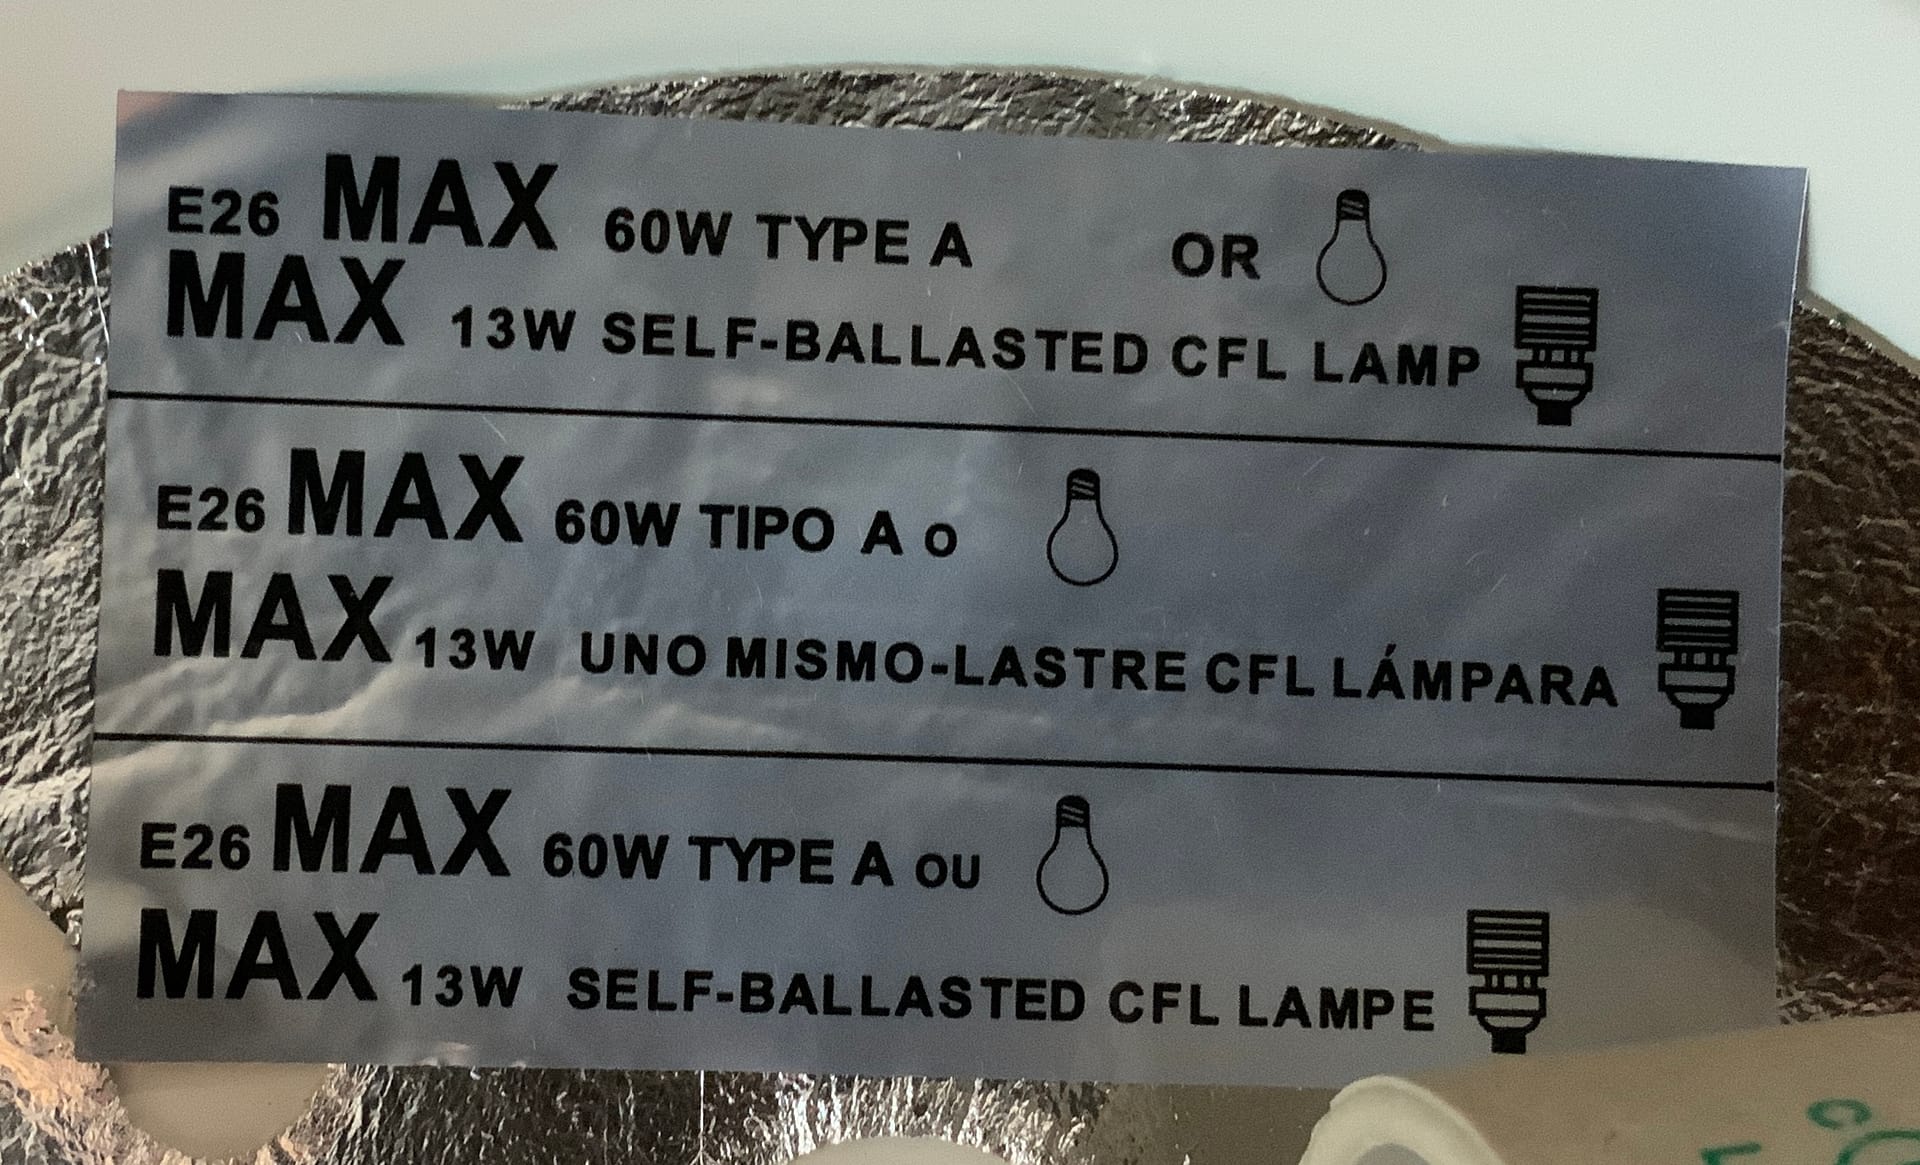 E26 MAX 60W TYPE A OR
MAX 13W SELF-BALLASTED CFL LAMP
E26 MAX 60W TIPO A O
MAX 13W UNO MISMO-LASTRE CFL LÁMPARA
E26 MAX 60W TYPE A OU
MAX 13W SELF-BALLASTED CFL LAMPE